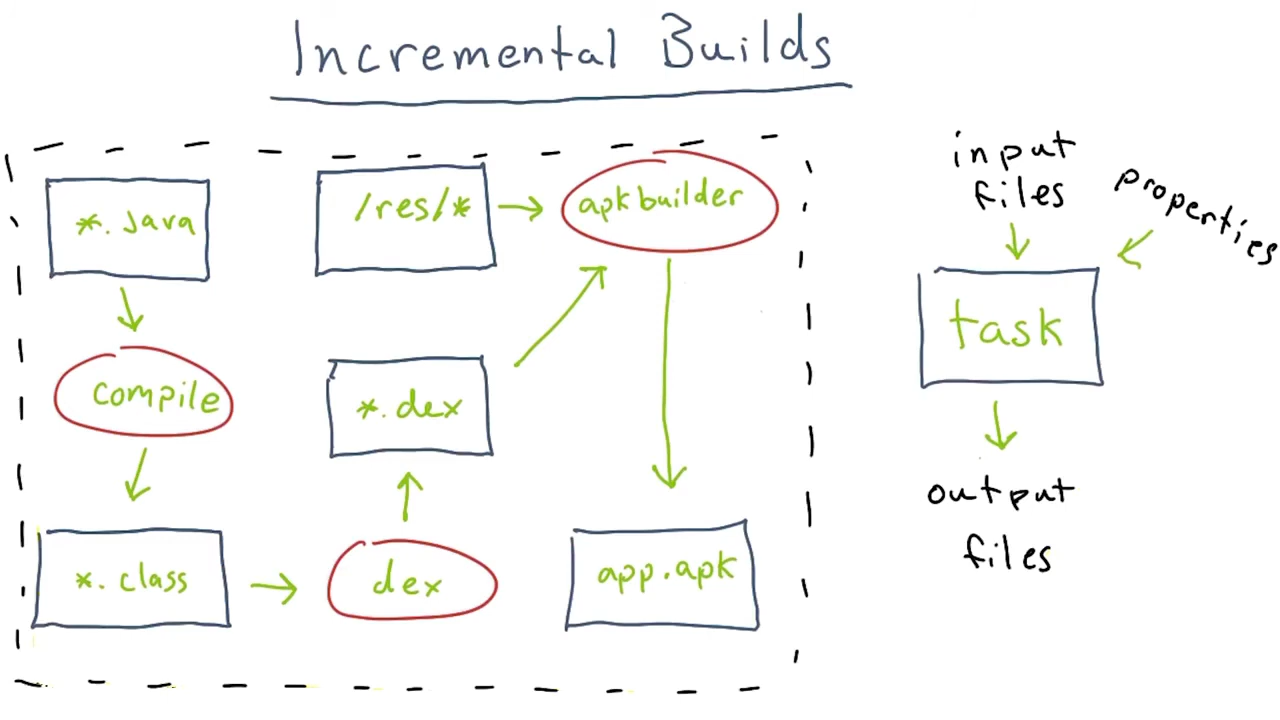 Incremental Builds
*.java
compile
*.class
dex
*.dex
/res/*
apkbuilder
app.apk
input
files
properties
task
output
files